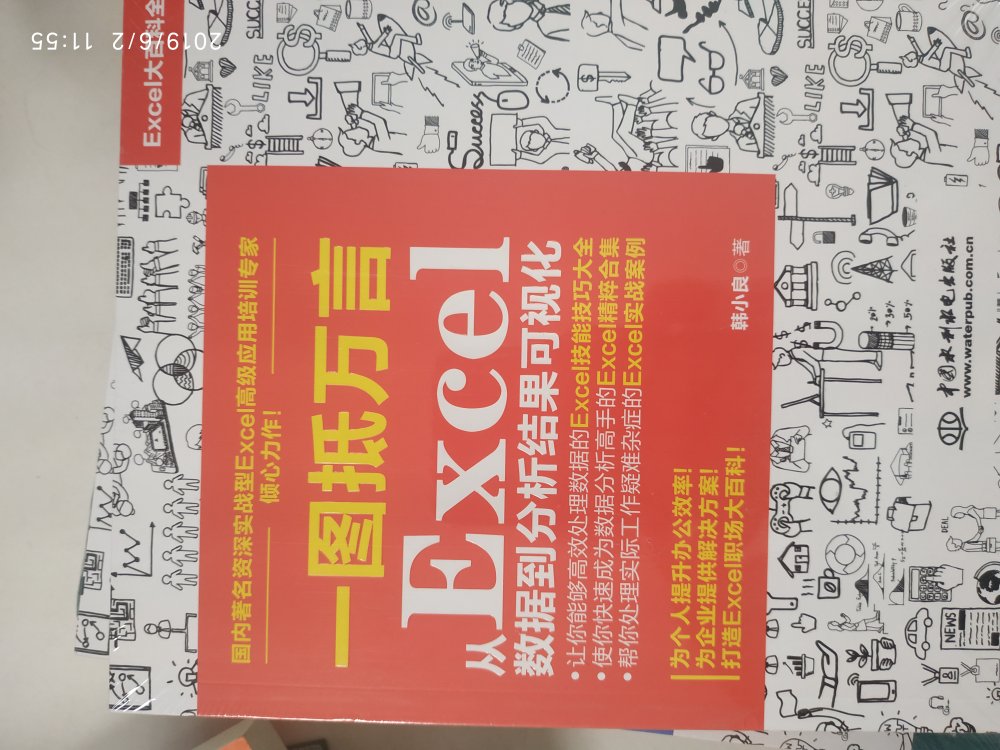 Excel大百科全
国内著名资深实战型Excel高级应用培训专家
倾心力作！
一图抵万言
从Excel
数据到分析结果可视化
•让你能够高效处理数据的Excel技能技巧大全
•使你快速成为数据分析高手的Excel精粹合集
•帮你处理实际工作疑难杂症的Excel实战案例
为个人提升办公效率！
为企业提供解决方案！
打造Excel职场大百科！
韩小良◎著
中国水利水电出版社
www.waterpub.com.cn
SUCCESS
LIKE
Success
SUCCESS
LIKE
20%
30%
50%
DEAL
NEWS
2019/6/2 11:55